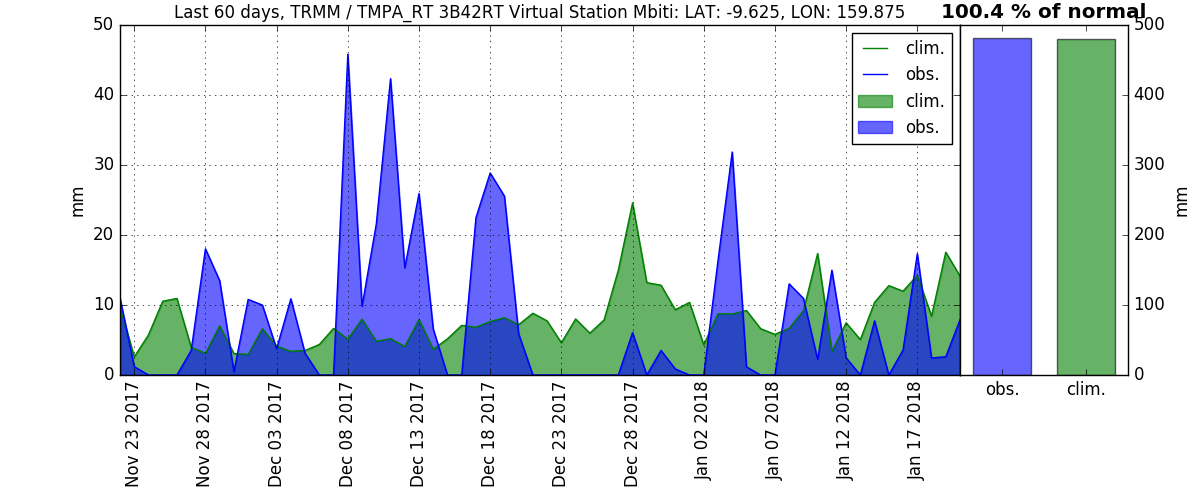 Last 60 days, TRMM / TMPA_RT 3B42RT Virtual Station Mbiti: LAT: -9.625, LON: 159.875
100.4 % of normal
50
40
30
20
10
0
mm
clim.
obs.
clim.
obs.
500
400
300
200
100
0
mm
Nov 23 2017
Nov 28 2017
Dec 03 2017
Dec 08 2017
Dec 13 2017
Dec 18 2017
Dec 23 2017
Dec 28 2017
Jan 02 2018
Jan 07 2018
Jan 12 2018
Jan 17 2018
obs.
clim.